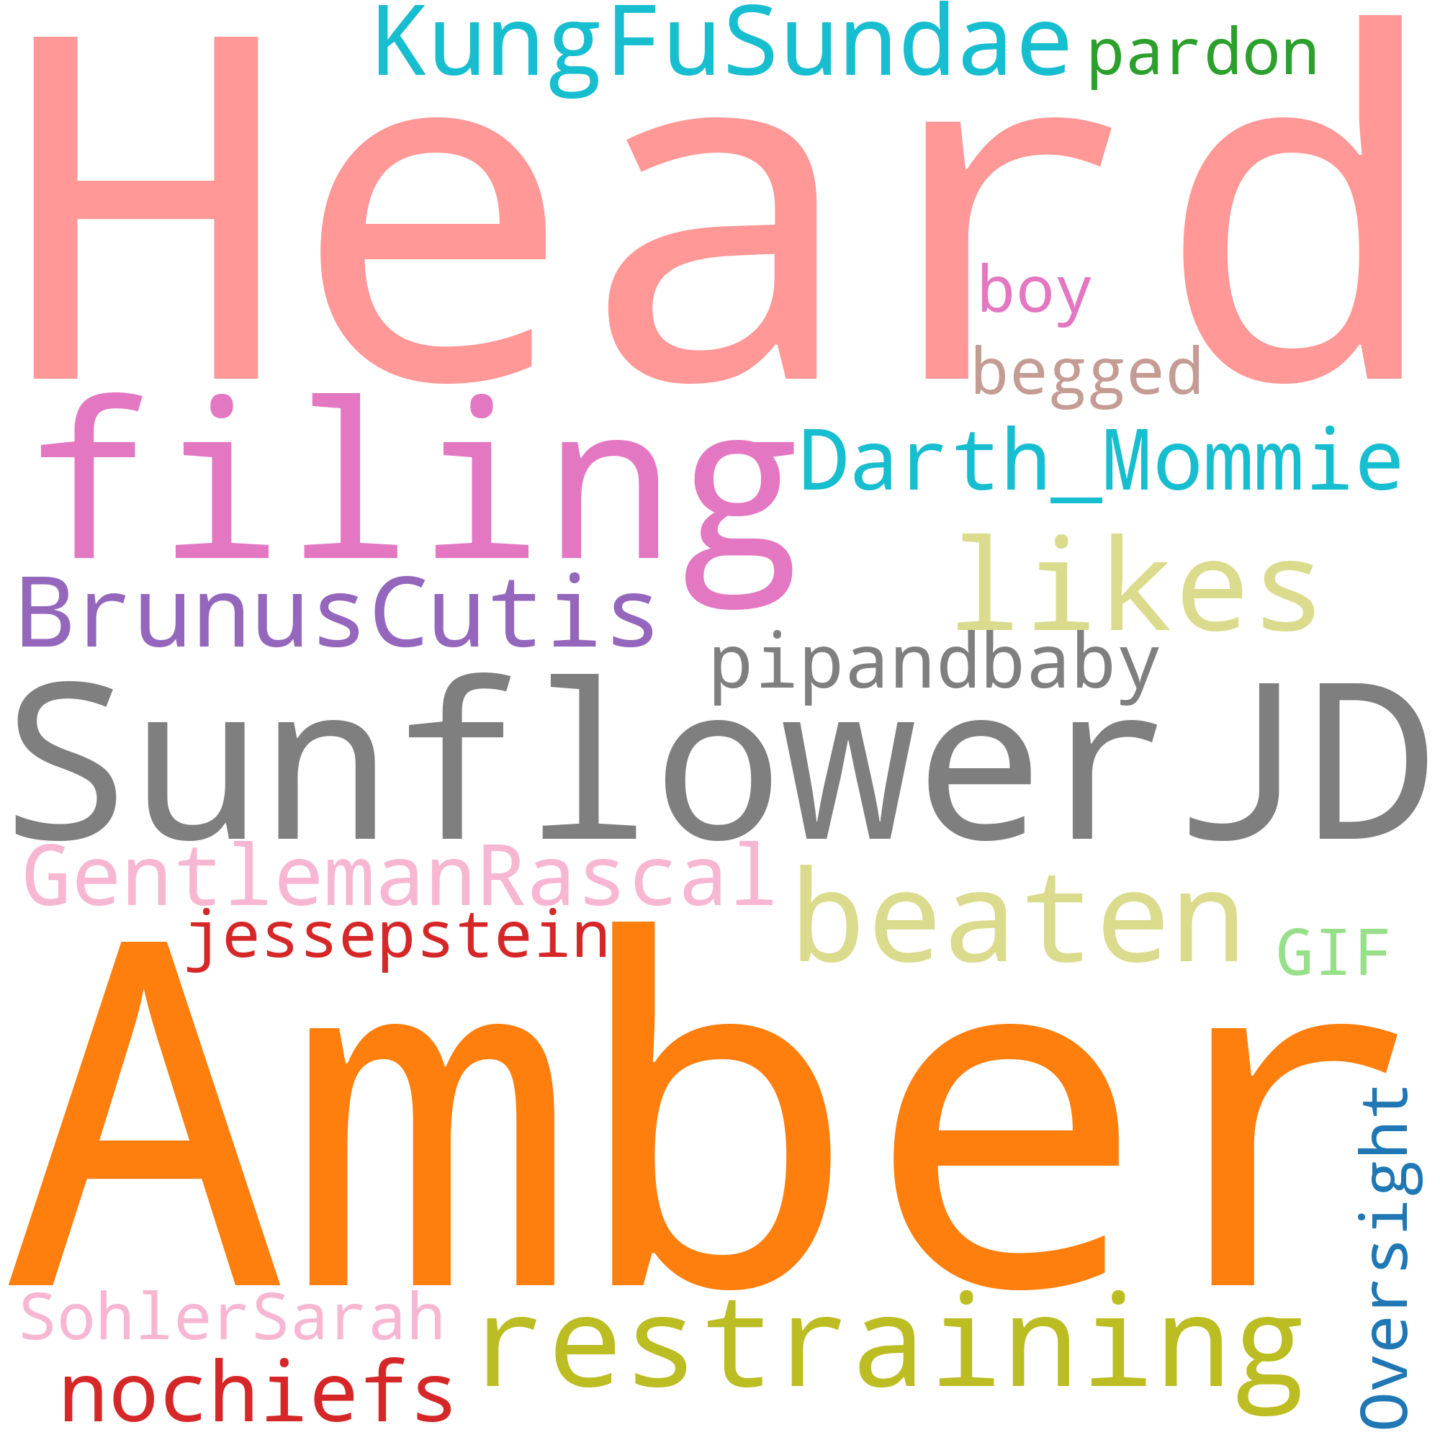 KungFuSundae
pardon
Heard
boy
begged
filing
Darth_Mommie
likes
BrunusCutis
pipandbaby
SunflowerJD
GentlemanRascal
beaten
jessepstein
GIF
Amber
Oversight
SohlerSarah
restraining
nochiefs